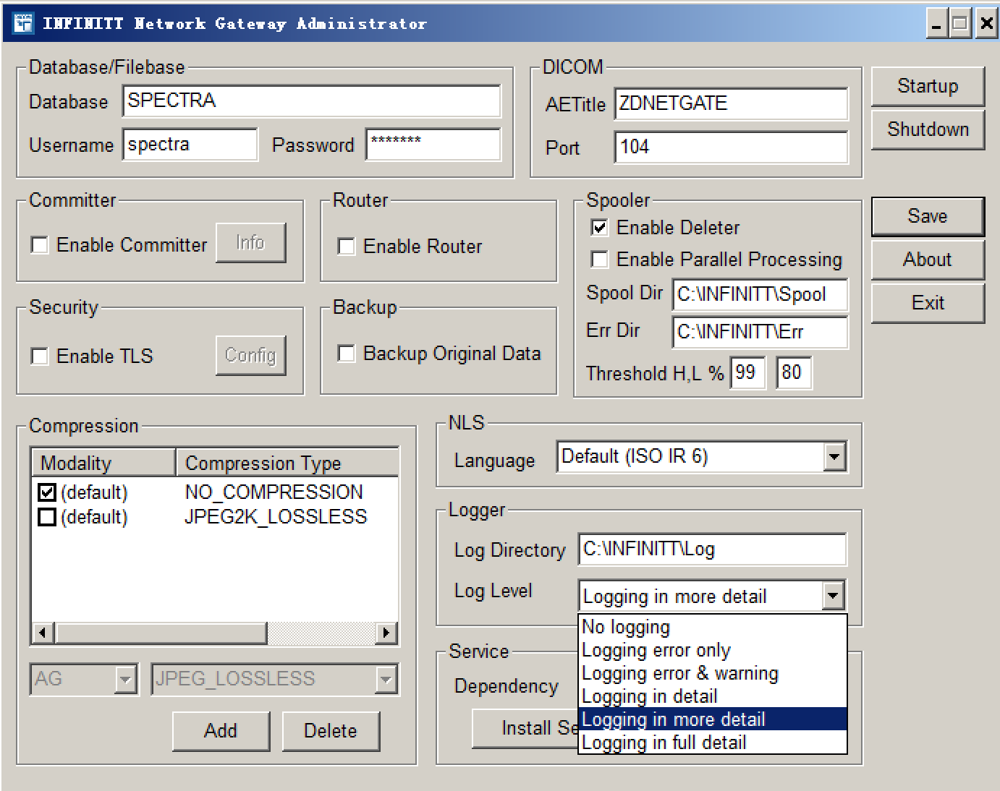 INFINITT Network Gateway Administrator
Database/Filebase
Database SPECTRA
Username spectra Password *******
DICOM
AETitle ZDNETGATE
Port 104
Startup
Shutdown
Committer
Enable Committer Info
Router
Enable Router
Spooler
Enable Deleter
Enable Parallel Processing
Spool Dir C:\INFINITT\Spool
Err Dir C:\INFINITT\Err
Threshold H,L % 99 80
Save
About
Exit
Security
Enable TLS Config
Backup
Backup Original Data
Compression
Modality Compression Type
(default) NO_COMPRESSION
(default) JPEG2K_LOSSLESS
AG JPEG_LOSSLESS
Add Delete
NLS
Language Default (ISO IR 6)
Logger
Log Directory C:\INFINITT\Log
Log Level Logging in more detail
No logging
Logging error only
Logging error & warning
Logging in detail
Logging in more detail
Logging in full detail
Service
Dependency
Install Se